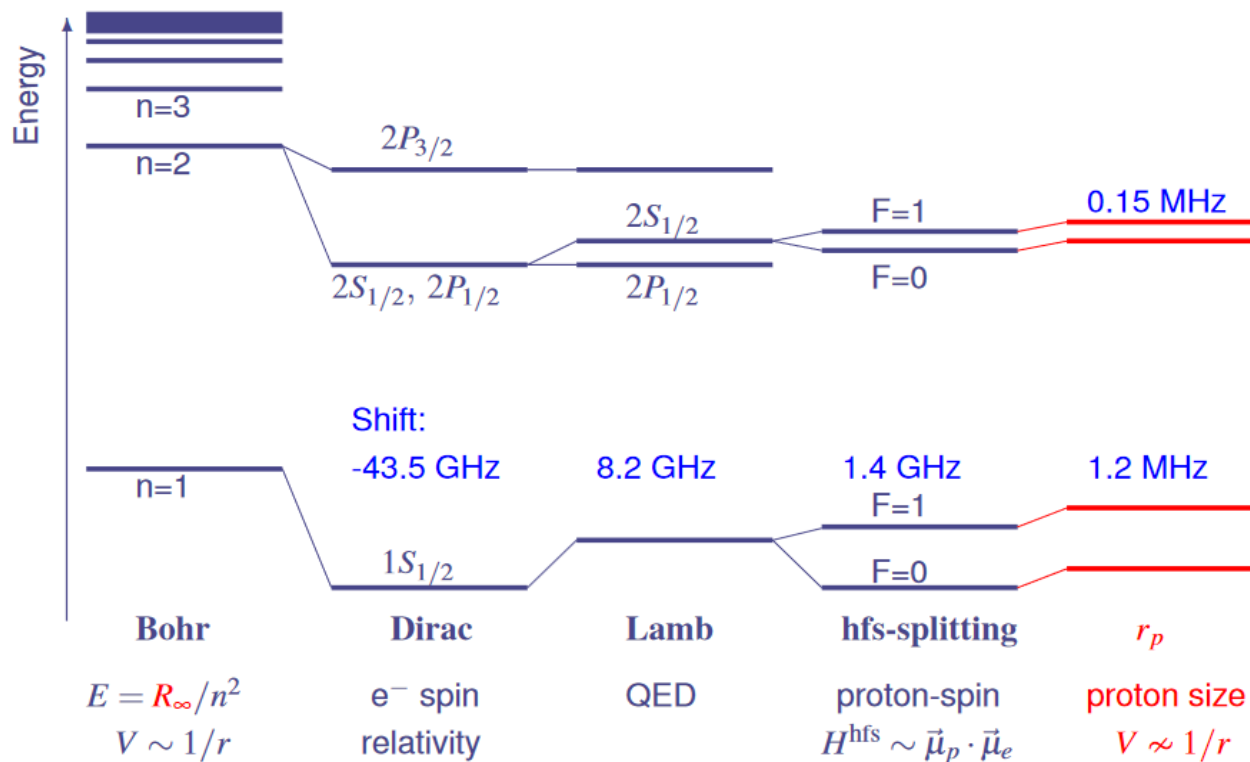 Energy
n=3
n=2
2P3/2
2S1/2
F=1
0.15 MHz
2S1/2, 2P1/2
2P1/2
F=0
Shift:
n=1
-43.5 GHz
8.2 GHz
1.4 GHz
1.2 MHz
F=1
1S1/2
F=0
Bohr Dirac Lamb hfs-splitting rp
E = R∞/n² e⁻ spin QED proton-spin proton size
V ∼ 1/r relativity Hhfs ∼ μ⃗p · μ⃗e V ≁ 1/r